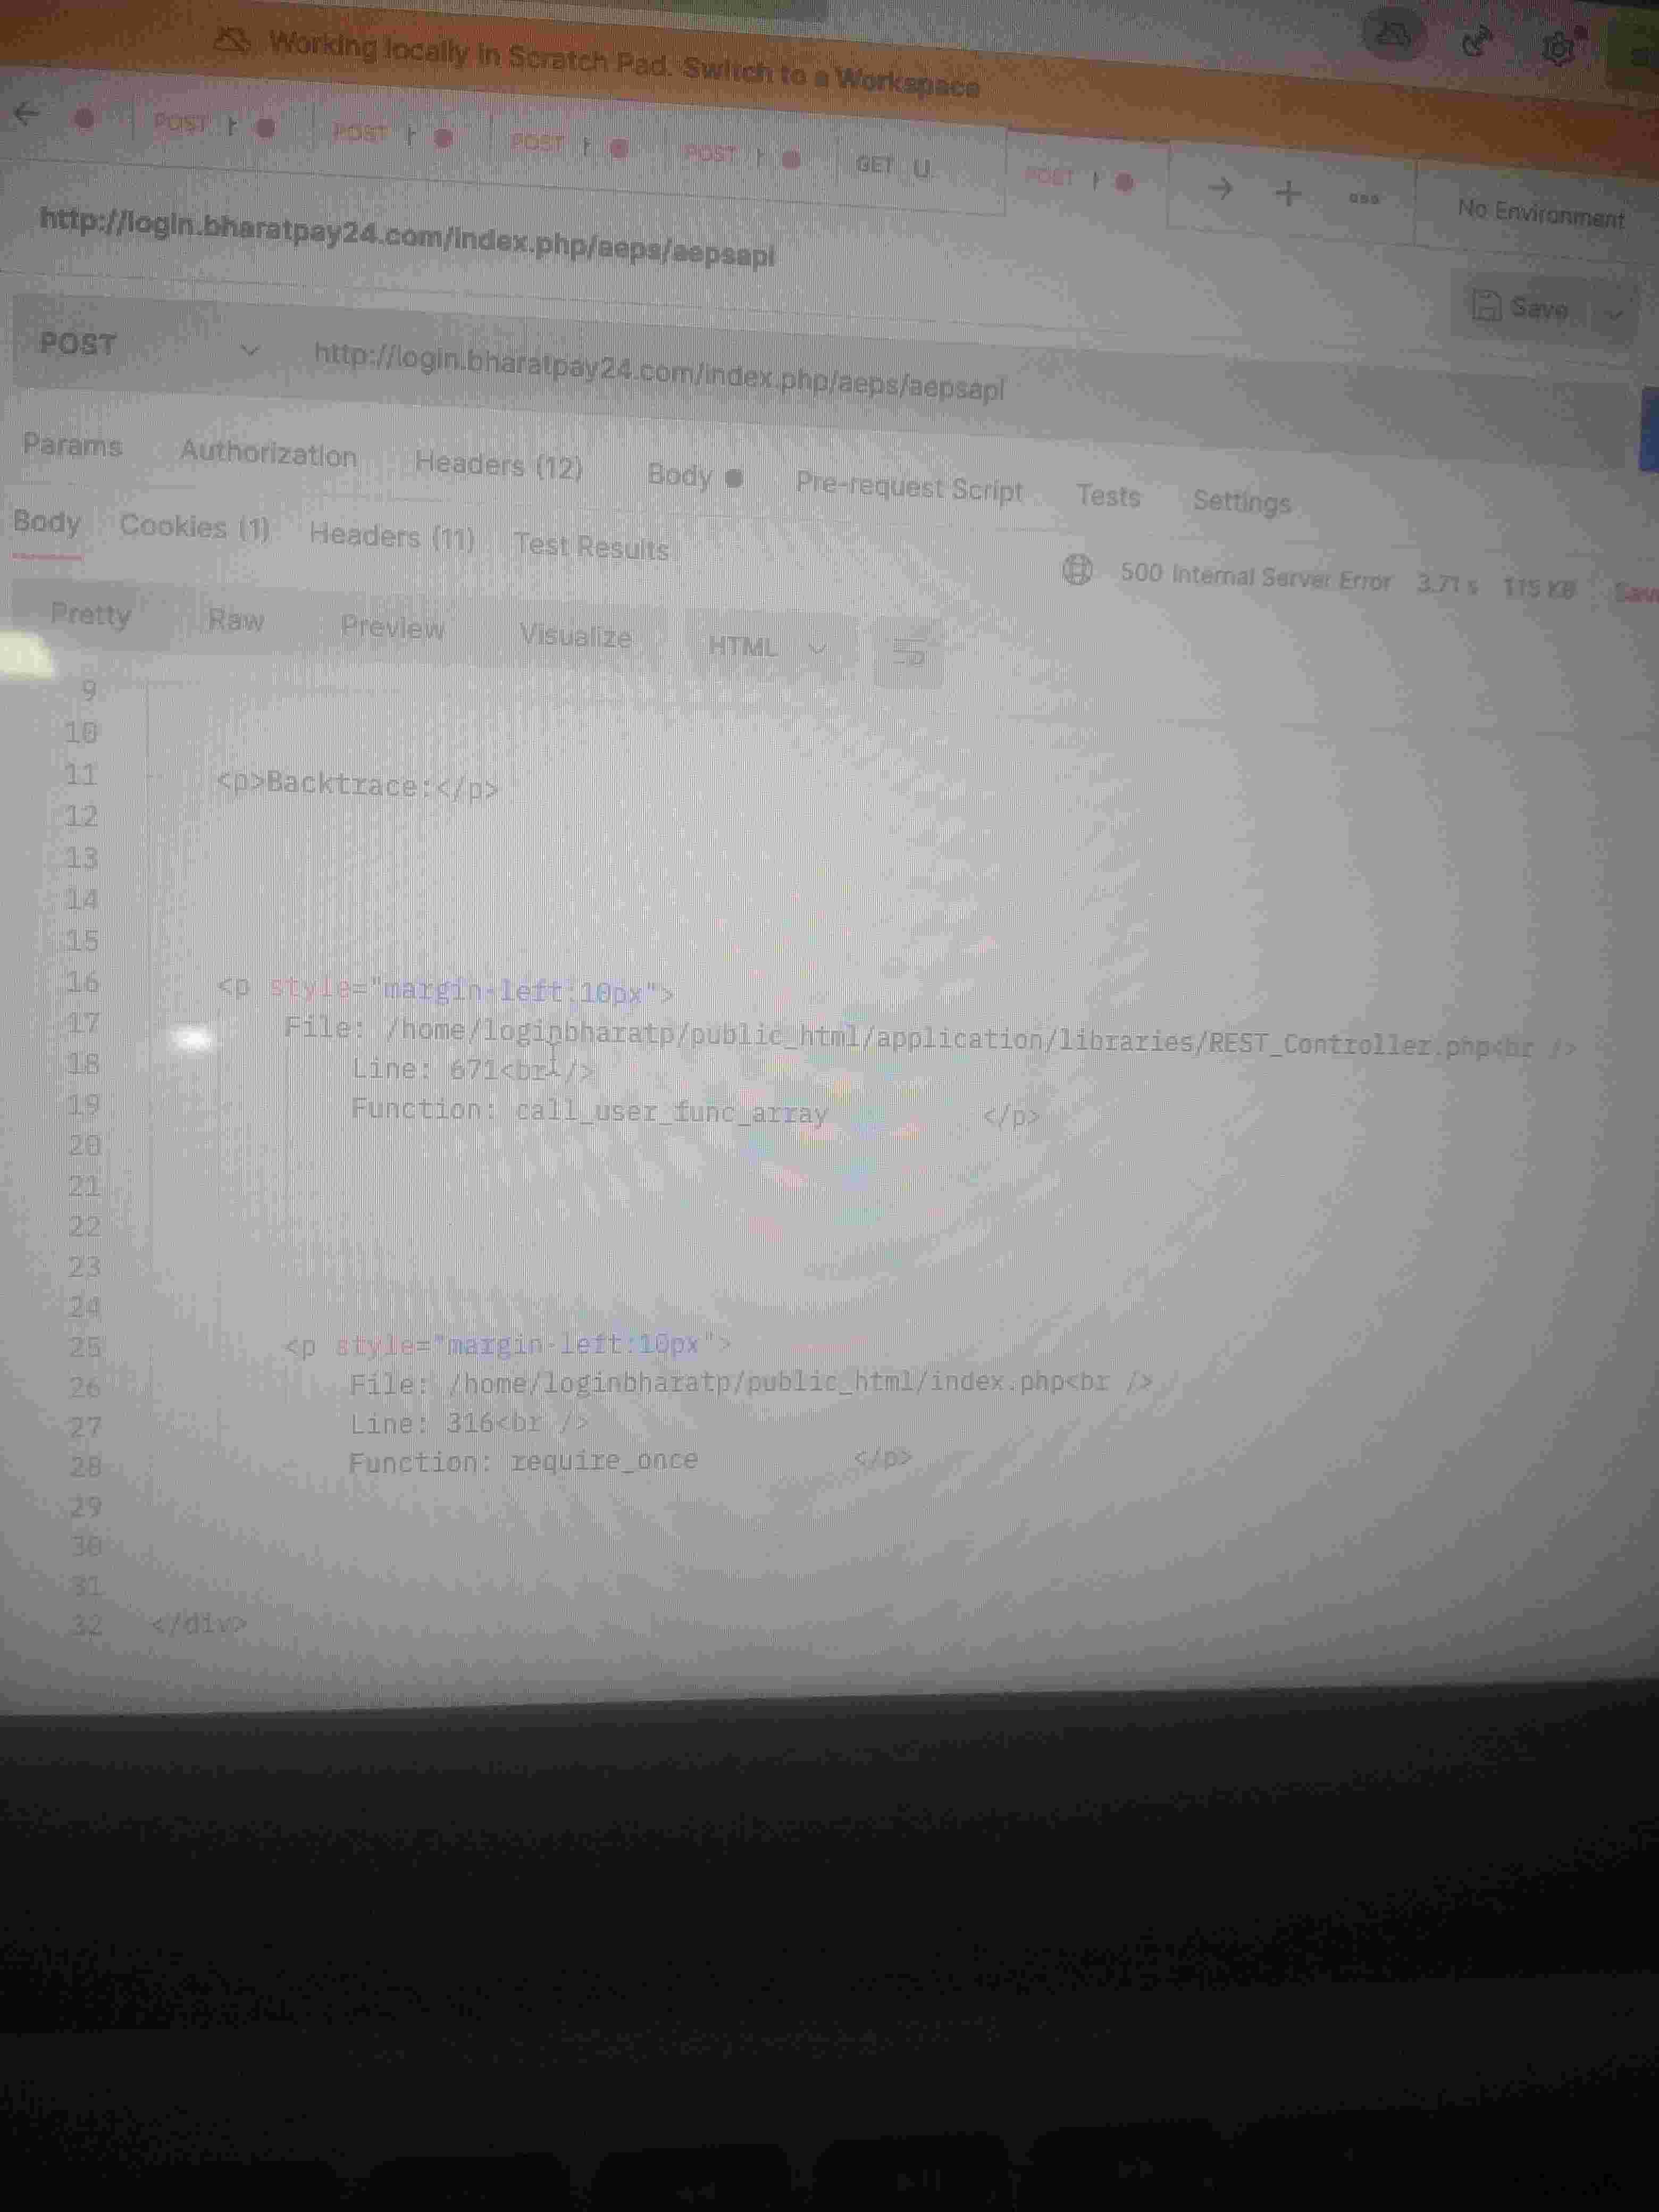 Working locally in Scratch Pad. Switch to a Workspace
POST
POST
POST
POST
GET U
POST
No Environment
http://login.bharatpay24.com/index.php/aeps/aepsapi
Save
POST
http://login.bharatpay24.com/index.php/aeps/aepsapi
Params Authorization Headers (12) Body Pre-request Script Tests Settings
Body Cookies (1) Headers (11) Test Results
500 Internal Server Error 3.71 s 1.15 KB Save
Pretty Raw Preview Visualize HTML
9
10
11 <p>Backtrace:</p>
12
13
14
15
16 <p style="margin-left:10px">
17 File: /home/loginbharatp/public_html/application/libraries/REST_Controller.php<br />
18 Line: 671<br />
19 Function: call_user_func_array </p>
20
21
22
23
24
25 <p style="margin-left:10px">
26 File: /home/loginbharatp/public_html/index.php<br />
27 Line: 316<br />
28 Function: require_once </p>
29
30
31
32 </div>